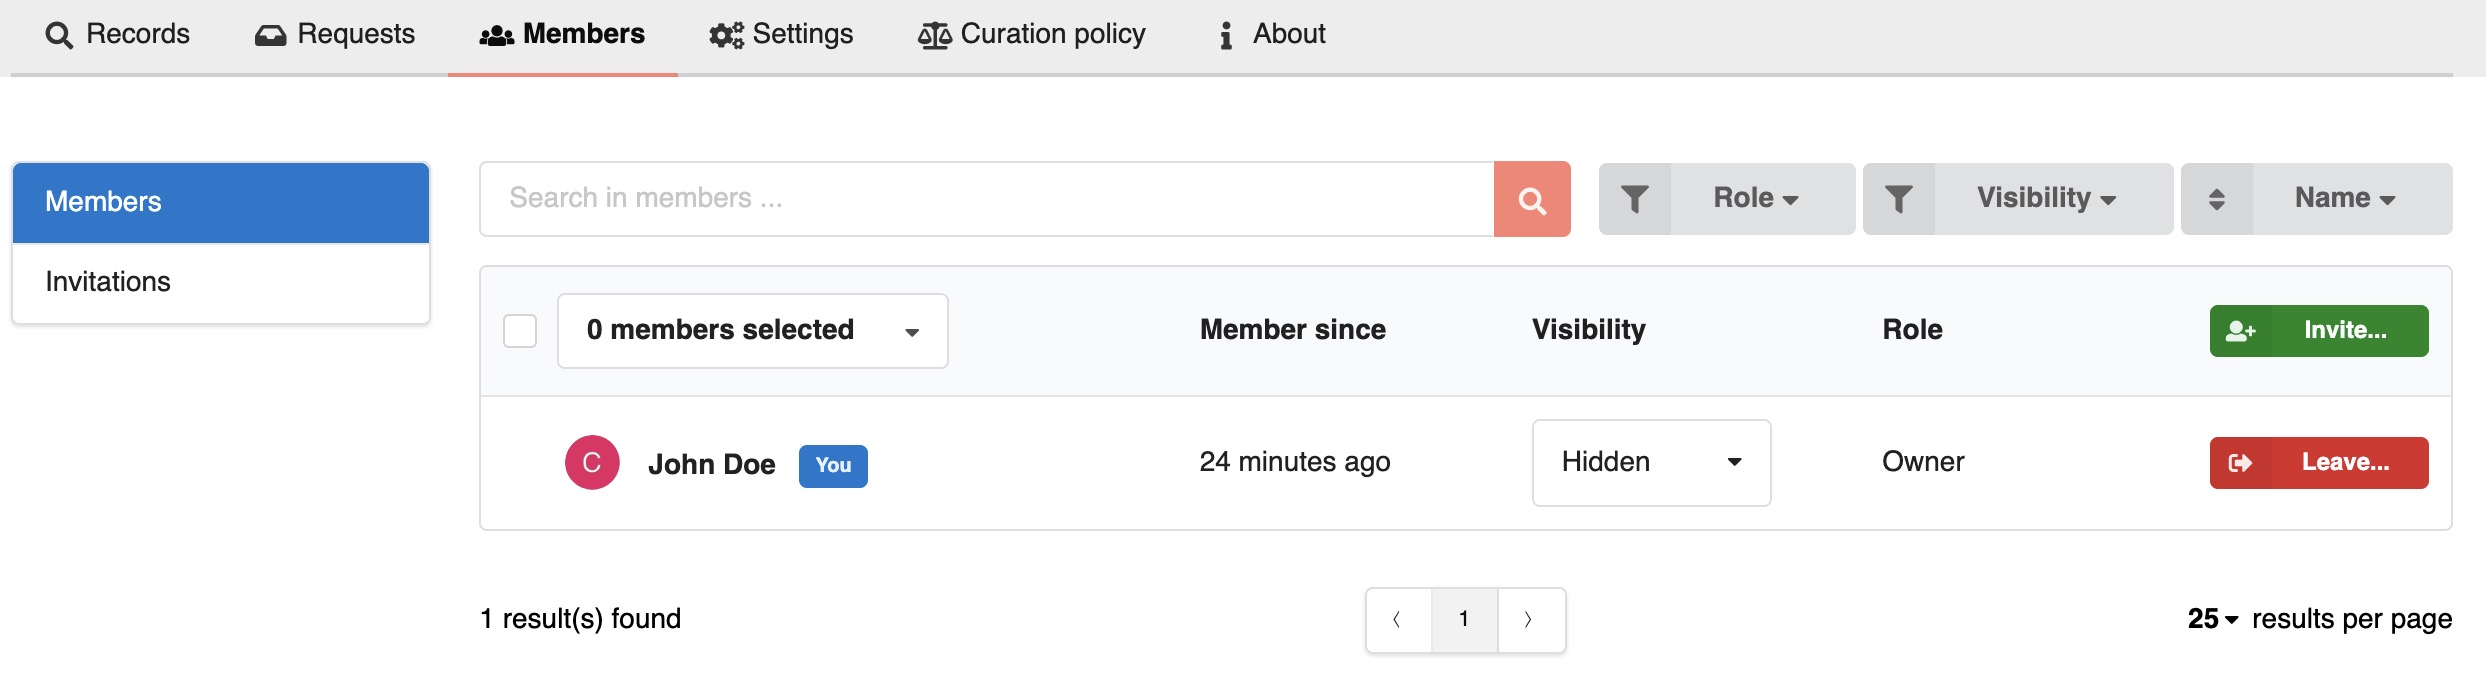 Records Requests Members Settings Curation policy About
Members
Invitations
Search in members ... Role Visibility Name
0 members selected Member since Visibility Role Invite...
C John Doe You 24 minutes ago Hidden Owner Leave...
1 result(s) found 1 25 results per page